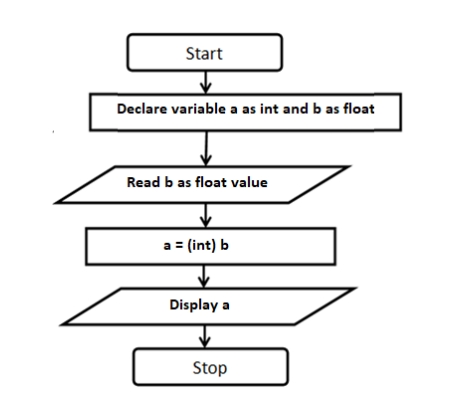 Start
Declare variable a as int and b as float
Read b as float value
a = (int) b
Display a
Stop